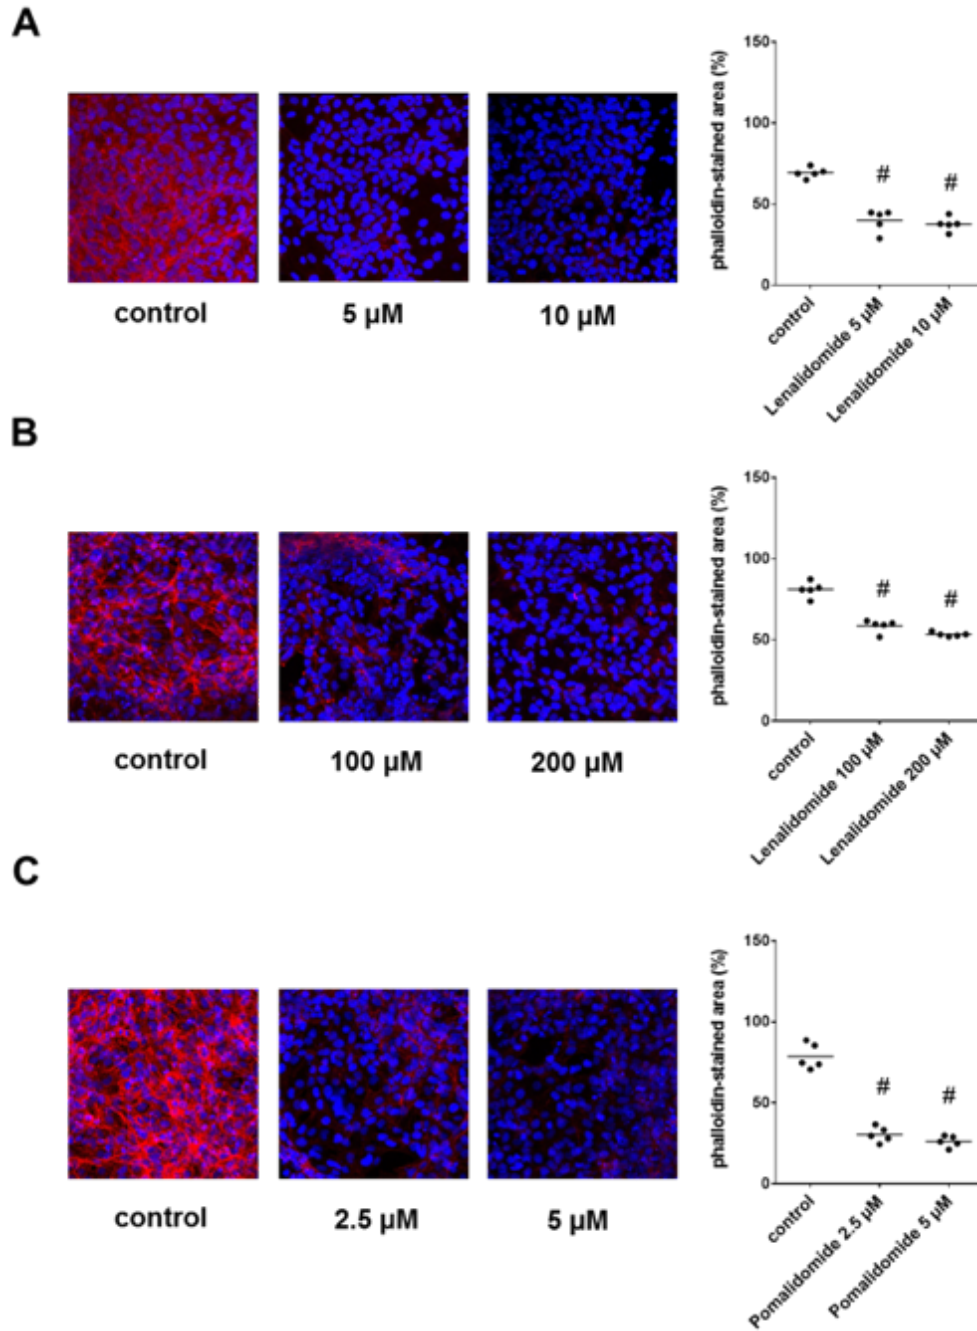 A
phalloidin-stained area (%)
150
100
50
0
#
#
control
5 µM
10 µM
control
Lenalidomide 5 µM
Lenalidomide 10 µM
B
phalloidin-stained area (%)
150
100
50
0
#
#
control
100 µM
200 µM
control
Lenalidomide 100 µM
Lenalidomide 200 µM
C
phalloidin-stained area (%)
150
100
50
0
#
#
control
2.5 µM
5 µM
control
Pomalidomide 2.5 µM
Pomalidomide 5 µM